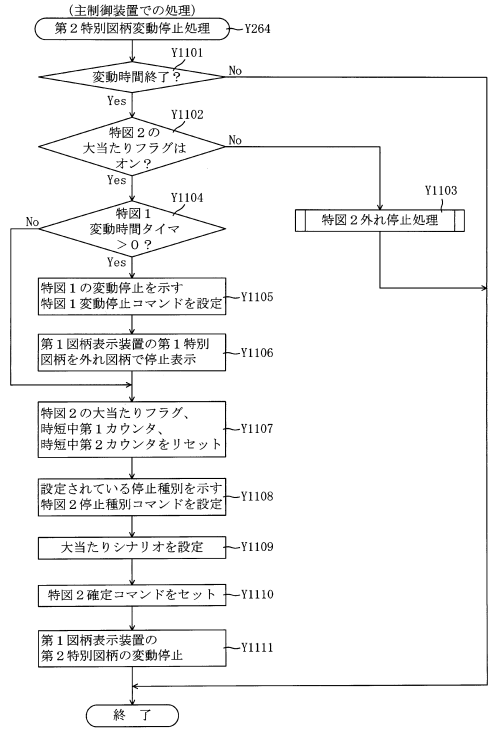 (主制御装置での処理)
第2特別図柄変動停止処理
Y264
Y1101
変動時間終了?
No
Yes
Y1102
特図2の
大当たりフラグは
オン?
No
Yes
Y1103
特図2外れ停止処理
Y1104
特図1
変動時間タイマ
>0?
No
Yes
特図1の変動停止を示す
特図1変動停止コマンドを設定
Y1105
第1図柄表示装置の第1特別
図柄を外れ図柄で停止表示
Y1106
特図2の大当たりフラグ、
時短中第1カウンタ、
時短中第2カウンタをリセット
Y1107
設定されている停止種別を示す
特図2停止種別コマンドを設定
Y1108
大当たりシナリオを設定
Y1109
特図2確定コマンドをセット
Y1110
第1図柄表示装置の
第2特別図柄の変動停止
Y1111
終 了